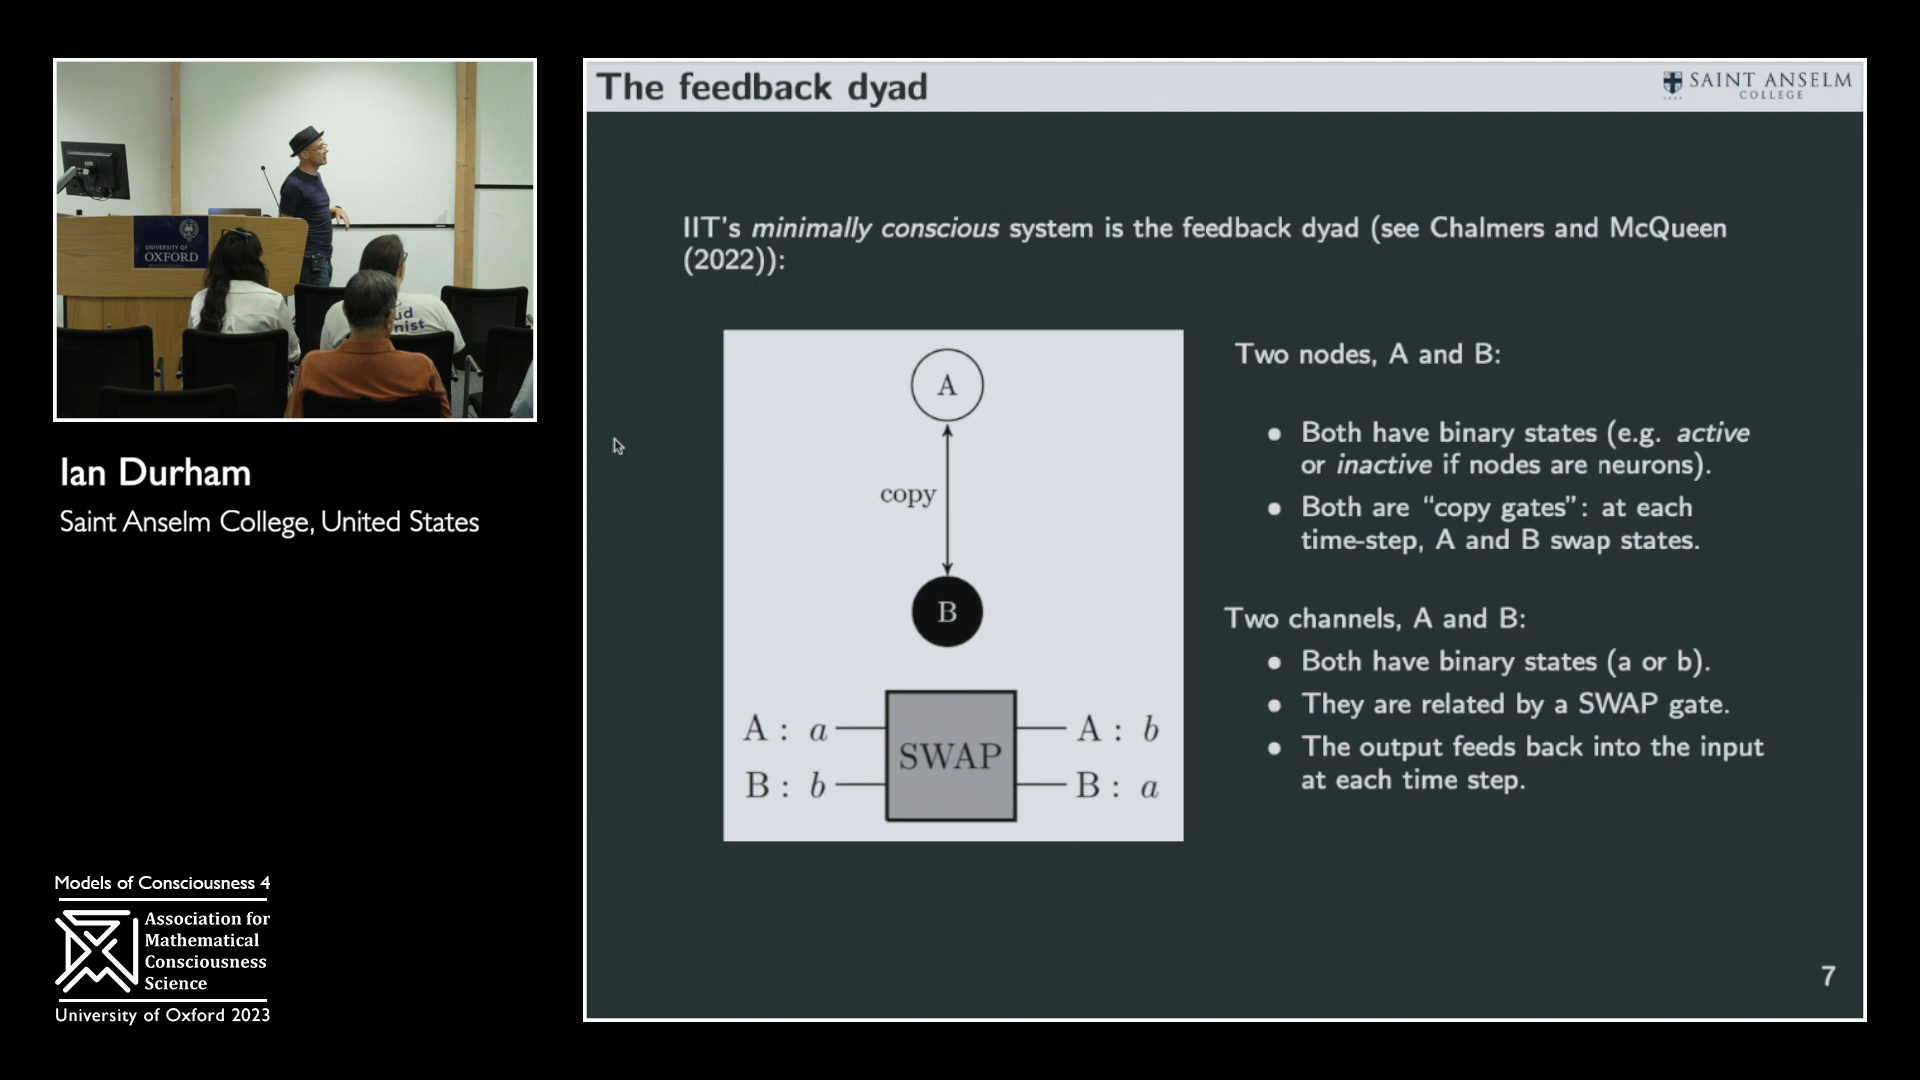 The feedback dyad
SAINT ANSELM
COLLEGE
IIT's minimally conscious system is the feedback dyad (see Chalmers and McQueen
(2022)):
A
copy
B
A : a
B : b
SWAP
A : b
B : a
Two nodes, A and B:
● Both have binary states (e.g. active
or inactive if nodes are neurons).
● Both are “copy gates”: at each
time-step, A and B swap states.
Two channels, A and B:
● Both have binary states (a or b).
● They are related by a SWAP gate.
● The output feeds back into the input
at each time step.
7
UNIVERSITY OF
OXFORD
Ian Durham
Saint Anselm College, United States
Models of Consciousness 4
Association for
Mathematical
Consciousness
Science
University of Oxford 2023